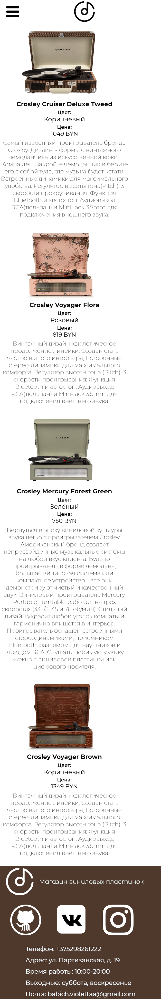 CROSLEY
Crosley Cruiser Deluxe Tweed
Цвет:
Коричневый
Цена:
1049 BYN
Самый известный проигрыватель бренда
Crosley. Дизайн в формате винтажного
чемоданчика из искусственной кожи .
Компактен. Закройте чемоданчик и берите
его с собой туда, где музыка будет кстати.
Встроенные динамики для максимального
удобства. Регулятор высоты тона(Pitch). 3
скорости прокручивания. Функция
Bluetooth и автостоп. Аудиовыход
RCA(тюльпан) и Mini-jack 3.5mm для
подключения внешнего звука.
Crosley Voyager Flora
Цвет:
Розовый
Цена:
819 BYN
Винтажный дизайн как логическое
продолжение линейки; Создан стать
частью вашего интерьера; Встроенные
стерео-динамики для максимального
комфорта; Регулятор высоты тона (Pitch); 3
скорости проигрывания; Функция
Bluetooth и автостоп; Аудиовыход
RCA(тюльпан) и Mini-jack 3.5mm для
подключения внешнего звука.
CROSLEY
Crosley Mercury Forest Green
Цвет:
Зелёный
Цена:
750 BYN
Вернуться в эпоху виниловой культуры
звука легко с проигрывателем Crosley.
Американский бренд создает
непревзойденные музыкальные системы
на любой вкус клиента. Будь то
проигрыватель в форме чемодана,
большая виниловая система или
компактное устройство - все они
демонстрируют чистый и качественный
звук. Виниловый проигрыватель Mercury
Portable Turntable работает на трех
скоростях (33 1/3, 45 и 78 об/мин). Стильный
дизайн украсит любой уголок комнаты и
гармонично впишется в интерьер.
Проигрыватель оснащен встроенными
стереодинамиками, приемником
Bluetooth, разъемом для наушников и
выходом RCA. Слушать любимую музыку
можно с виниловой пластинки или
цифрового носителя.
Crosley Voyager Brown
Цвет:
Коричневый
Цена:
1349 BYN
Винтажный дизайн как логическое
продолжение линейки; Создан стать
частью вашего интерьера; Встроенные
стерео-динамики для максимального
комфорта; Регулятор высоты тона (Pitch); 3
скорости проигрывания; Функция
Bluetooth и автостоп; Аудиовыход
RCA(тюльпан) и Mini-jack 3.5mm для
подключения внешнего звука.
Магазин виниловых пластинок
Телефон: +375298261222
Адрес: ул. Партизанская, д. 19
Время работы: 10:00-20:00
Выходные: суббота, воскресенье
Почта: babich.violettaa@gmail.com